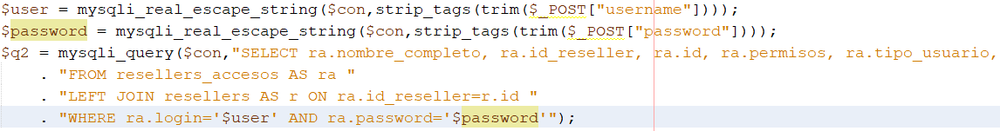 $user = mysqli_real_escape_string($con,strip_tags(trim($_POST["username"])));
$password = mysqli_real_escape_string($con,strip_tags(trim($_POST["password"])));
$q2 = mysqli_query($con,"SELECT ra.nombre_completo, ra.id_reseller, ra.id, ra.permisos, ra.tipo_usuario,
. "FROM resellers_accesos AS ra "
. "LEFT JOIN resellers AS r ON ra.id_reseller=r.id "
. "WHERE ra.login='$user' AND ra.password='$password'");